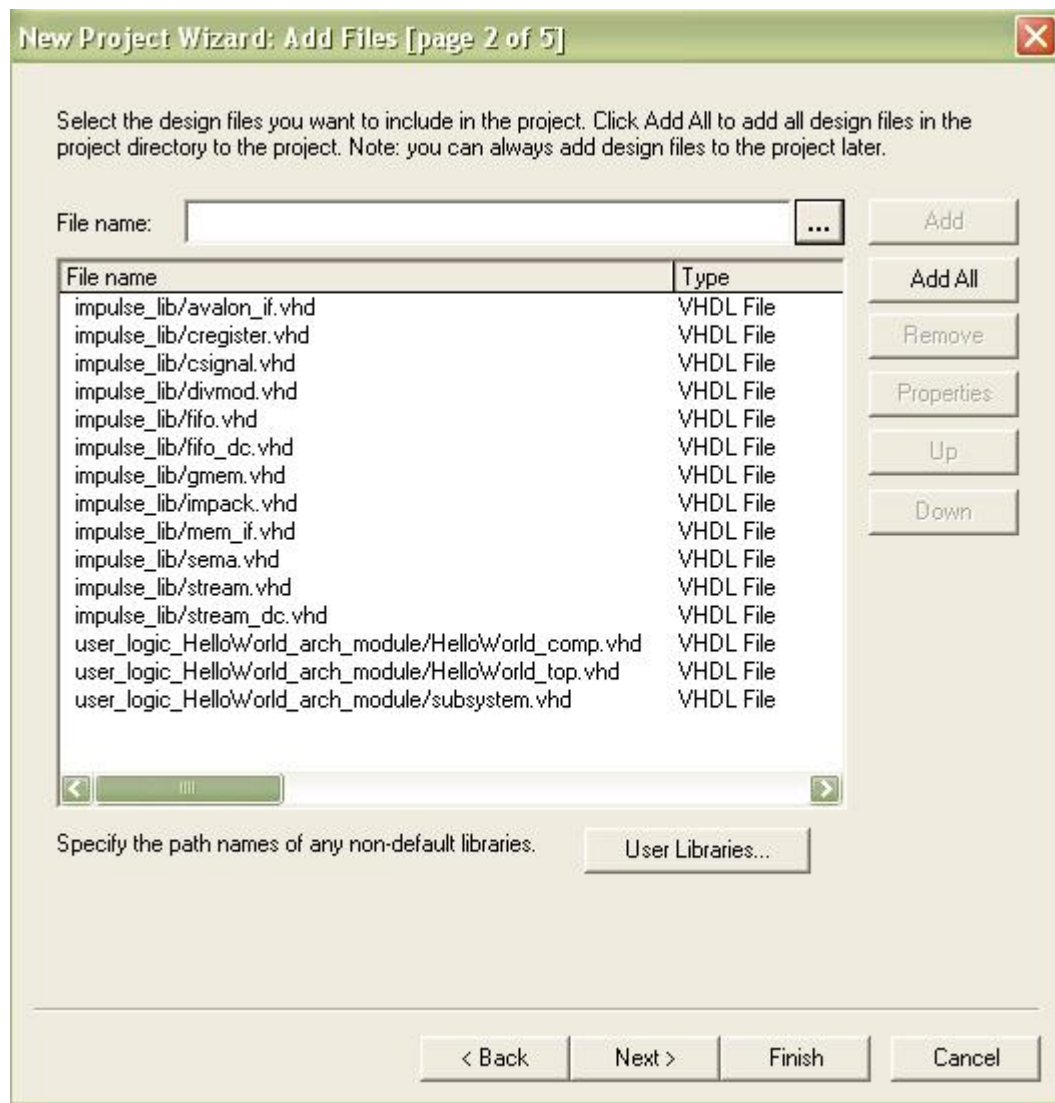 New Project Wizard: Add Files [page 2 of 5]
Select the design files you want to include in the project. Click Add All to add all design files in the
project directory to the project. Note: you can always add design files to the project later.
File name:
...
Add
File name Type
Add All
impulse_lib/avalon_if.vhd VHDL File
impulse_lib/cregister.vhd VHDL File
Remove
impulse_lib/csignal.vhd VHDL File
impulse_lib/divmod.vhd VHDL File
Properties
impulse_lib/fifo.vhd VHDL File
impulse_lib/fifo_dc.vhd VHDL File
Up
impulse_lib/gmem.vhd VHDL File
impulse_lib/impack.vhd VHDL File
Down
impulse_lib/mem_if.vhd VHDL File
impulse_lib/sema.vhd VHDL File
impulse_lib/stream.vhd VHDL File
impulse_lib/stream_dc.vhd VHDL File
user_logic_HelloWorld_arch_module/HelloWorld_comp.vhd VHDL File
user_logic_HelloWorld_arch_module/HelloWorld_top.vhd VHDL File
user_logic_HelloWorld_arch_module/subsystem.vhd VHDL File
Specify the path names of any non-default libraries.
User Libraries...
< Back Next > Finish Cancel